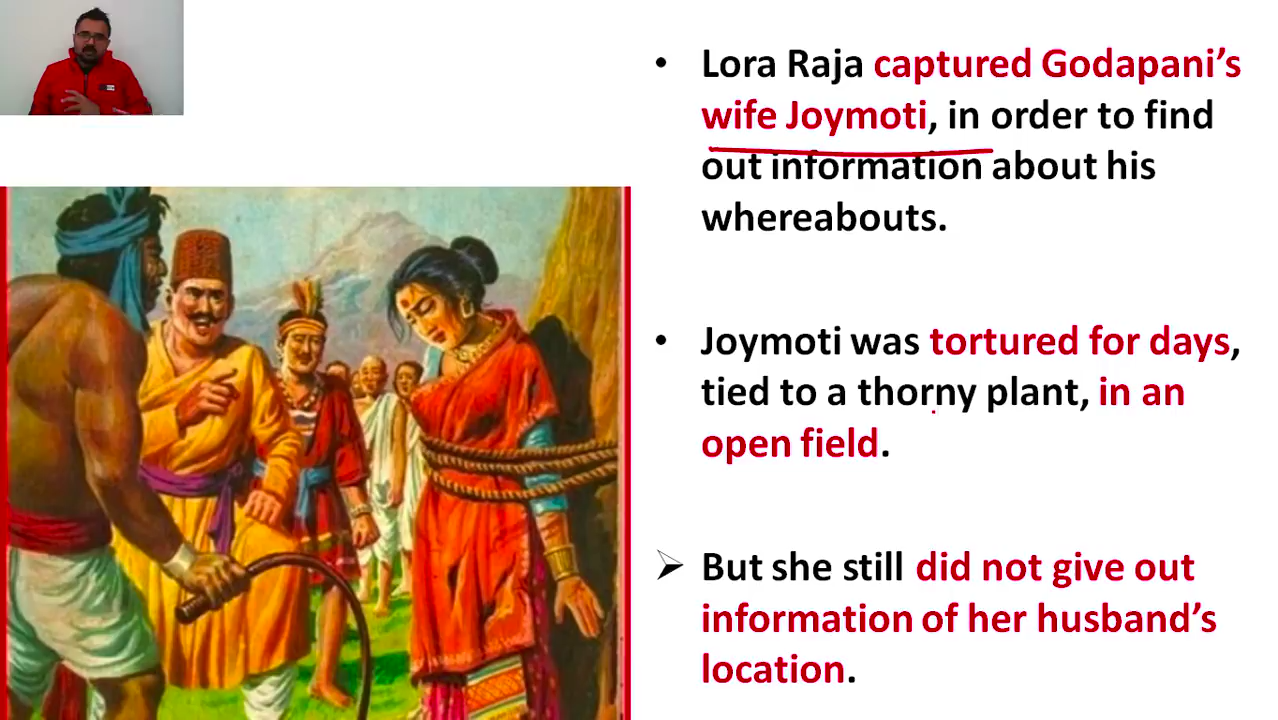 • Lora Raja captured Godapani’s
wife Joymoti, in order to find
out information about his
whereabouts.
• Joymoti was tortured for days,
tied to a thorny plant, in an
open field.
➢ But she still did not give out
information of her husband’s
location.